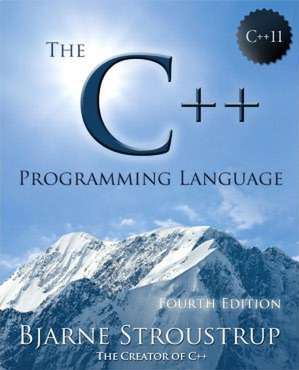 C++11
THE
C++
PROGRAMMING LANGUAGE
FOURTH EDITION
BJARNE STROUSTRUP
THE CREATOR OF C++